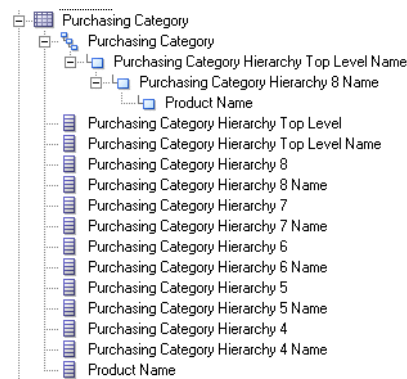 Purchasing Category
Purchasing Category
Purchasing Category Hierarchy Top Level Name
Purchasing Category Hierarchy 8 Name
Product Name
Purchasing Category Hierarchy Top Level
Purchasing Category Hierarchy Top Level Name
Purchasing Category Hierarchy 8
Purchasing Category Hierarchy 8 Name
Purchasing Category Hierarchy 7
Purchasing Category Hierarchy 7 Name
Purchasing Category Hierarchy 6
Purchasing Category Hierarchy 6 Name
Purchasing Category Hierarchy 5
Purchasing Category Hierarchy 5 Name
Purchasing Category Hierarchy 4
Purchasing Category Hierarchy 4 Name
Product Name